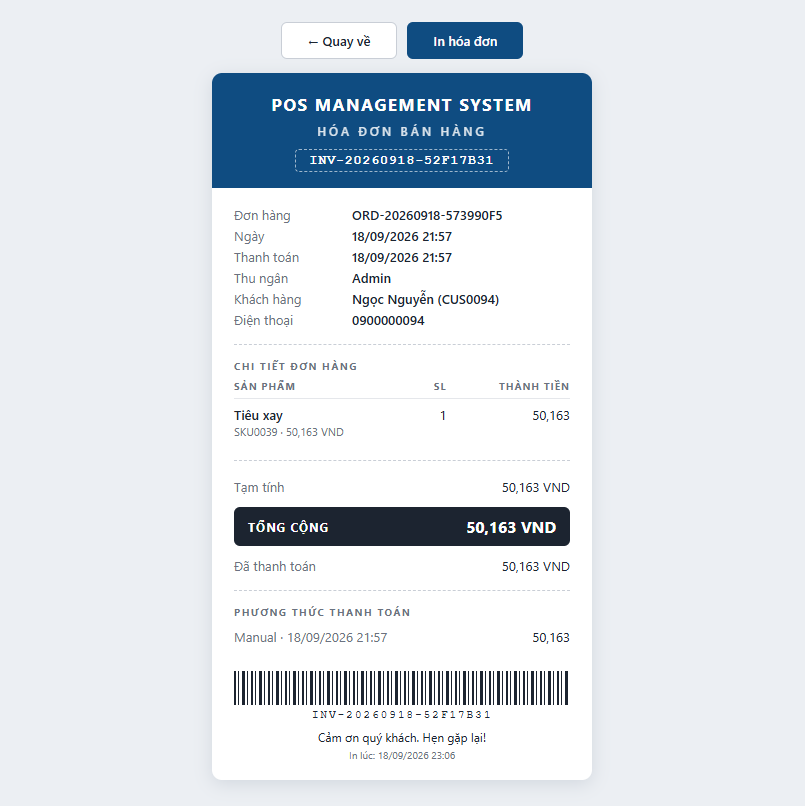 ← Quay về In hóa đơn
POS MANAGEMENT SYSTEM
HÓA ĐƠN BÁN HÀNG
INV-20260918-52F17B31
Đơn hàng ORD-20260918-573990F5
Ngày 18/09/2026 21:57
Thanh toán 18/09/2026 21:57
Thu ngân Admin
Khách hàng Ngọc Nguyễn (CUS0094)
Điện thoại 0900000094
CHI TIẾT ĐƠN HÀNG
SẢN PHẨM SL THÀNH TIỀN
Tiêu xay 1 50,163
SKU0039 · 50,163 VND
Tạm tính 50,163 VND
TỔNG CỘNG 50,163 VND
Đã thanh toán 50,163 VND
PHƯƠNG THỨC THANH TOÁN
Manual · 18/09/2026 21:57 50,163
INV-20260918-52F17B31
Cảm ơn quý khách. Hẹn gặp lại!
In lúc: 18/09/2026 23:06